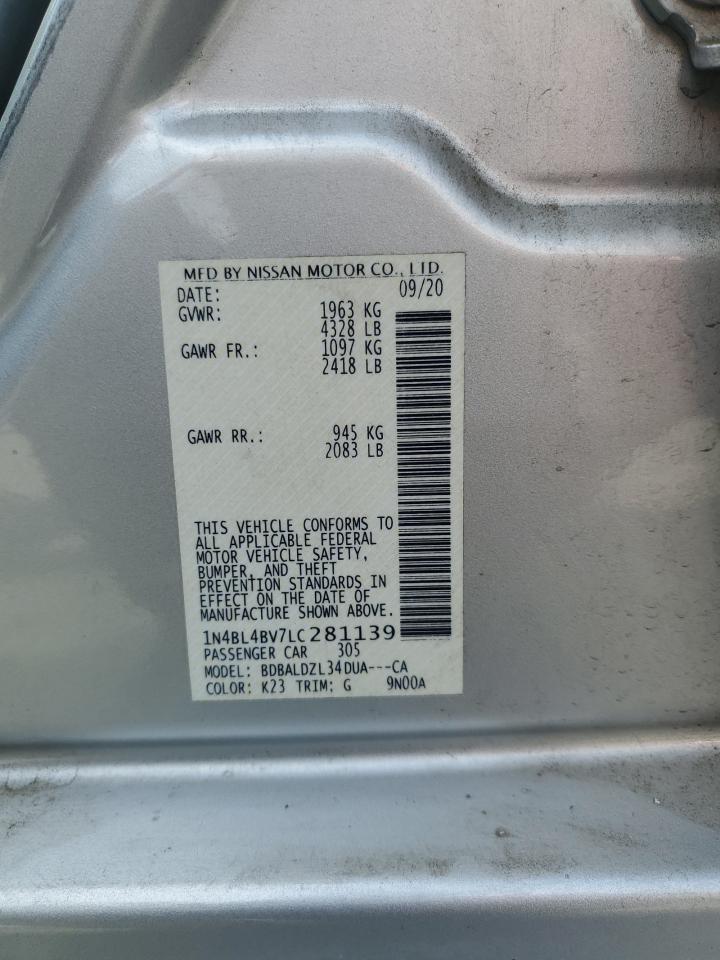 MFD BY NISSAN MOTOR CO., LTD.
DATE: 09/20
GVWR: 1963 KG
4328 LB
GAWR FR.: 1097 KG
2418 LB
GAWR RR.: 945 KG
2083 LB
THIS VEHICLE CONFORMS TO
ALL APPLICABLE FEDERAL
MOTOR VEHICLE SAFETY,
BUMPER, AND THEFT
PREVENTION STANDARDS IN
EFFECT ON THE DATE OF
MANUFACTURE SHOWN ABOVE.
1N4BL4BV7LC281139
PASSENGER CAR 305
MODEL: BDBALDZL34DUA---CA
COLOR: K23 TRIM: G 9N00A